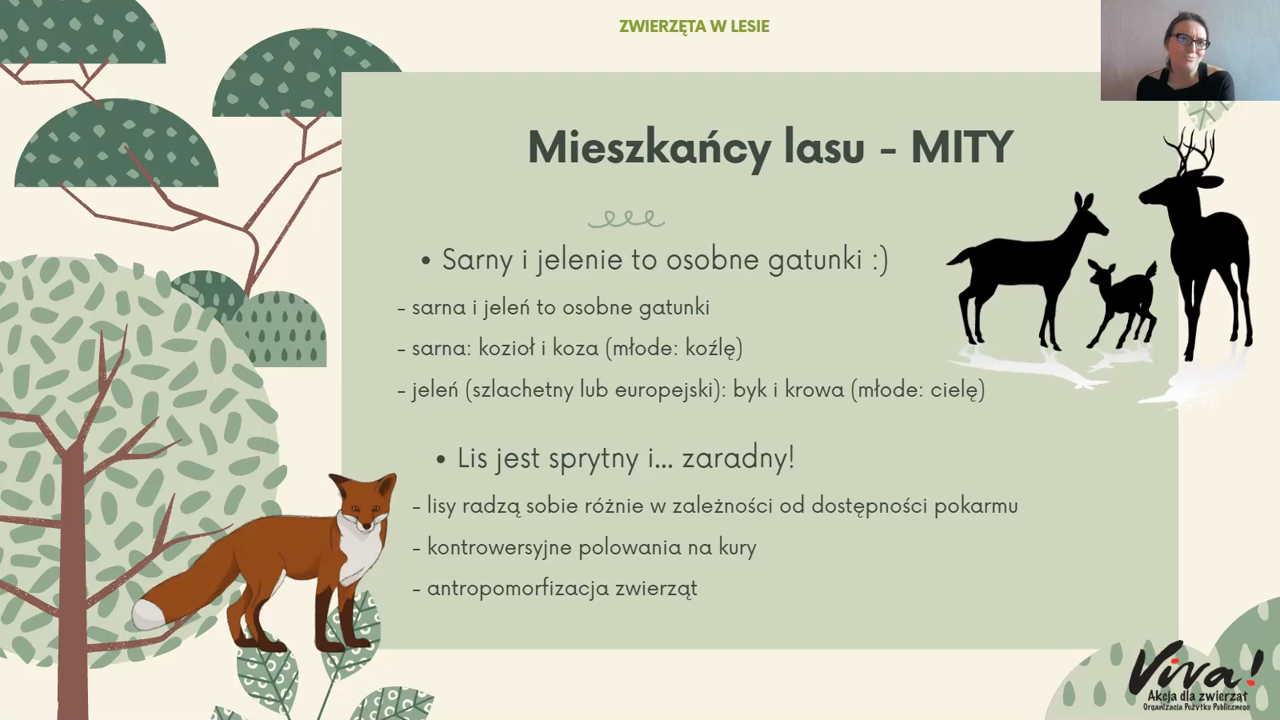 ZWIERZĘTA W LESIE
Mieszkańcy lasu - MITY
• Sarny i jelenie to osobne gatunki :)
- sarna i jeleń to osobne gatunki
- sarna: kozioł i koza (młode: koźlę)
- jeleń (szlachetny lub europejski): byk i krowa (młode: cielę)
• Lis jest sprytny i... zaradny!
- lisy radzą sobie różnie w zależności od dostępności pokarmu
- kontrowersyjne polowania na kury
- antropomorfizacja zwierząt
Viva!
Akcja dla zwierząt
Organizacja Pożytku Publicznego